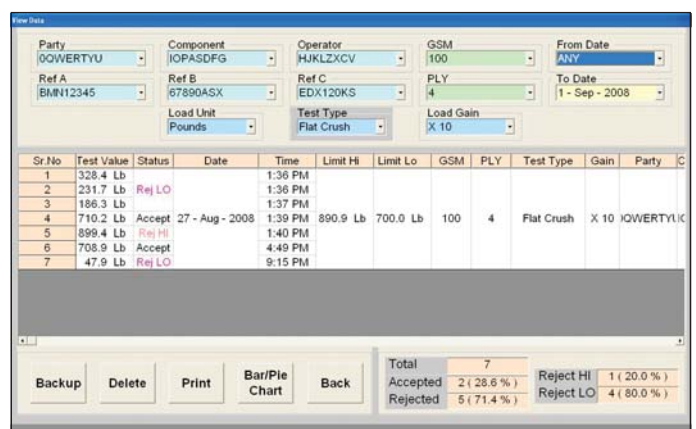 View Data
Party Component Operator GSM From Date
0QWERTYU IOPASDFG HJKLZXCV 100 ANY
Ref A Ref B Ref C PLY To Date
BMN12345 67890ASX EDX120KS 4 1 - Sep - 2008
Load Unit Test Type Load Gain
Pounds Flat Crush X 10
Sr.No Test Value Status Date Time Limit Hi Limit Lo GSM PLY Test Type Gain Party C
1 328.4 Lb 1:36 PM
2 231.7 Lb Rej LO 1:36 PM
3 186.3 Lb 1:37 PM
4 710.2 Lb Accept 27 - Aug - 2008 1:39 PM 890.9 Lb 700.0 Lb 100 4 Flat Crush X 10 QWERTYU
5 899.4 Lb Rej HI 1:40 PM
6 708.9 Lb Accept 4:49 PM
7 47.9 Lb Rej LO 9:15 PM
Backup Delete Print Bar/Pie Chart Back
Total 7
Accepted 2 ( 28.6 % )
Rejected 5 ( 71.4 % )
Reject HI 1 ( 20.0 % )
Reject LO 4 ( 80.0 % )